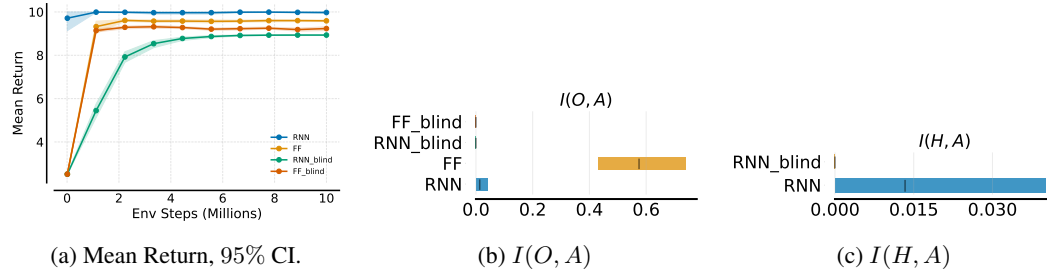 10
8
6
4
Mean Return
0 2 4 6 8 10
Env Steps (Millions)
RNN
FF
RNN_blind
FF_blind
(a) Mean Return, 95% CI.
I(O, A)
FF_blind
RNN_blind
FF
RNN
0.0 0.2 0.4 0.6
(b) I(O, A)
I(H, A)
RNN_blind
RNN
0.000 0.015 0.030
(c) I(H, A)